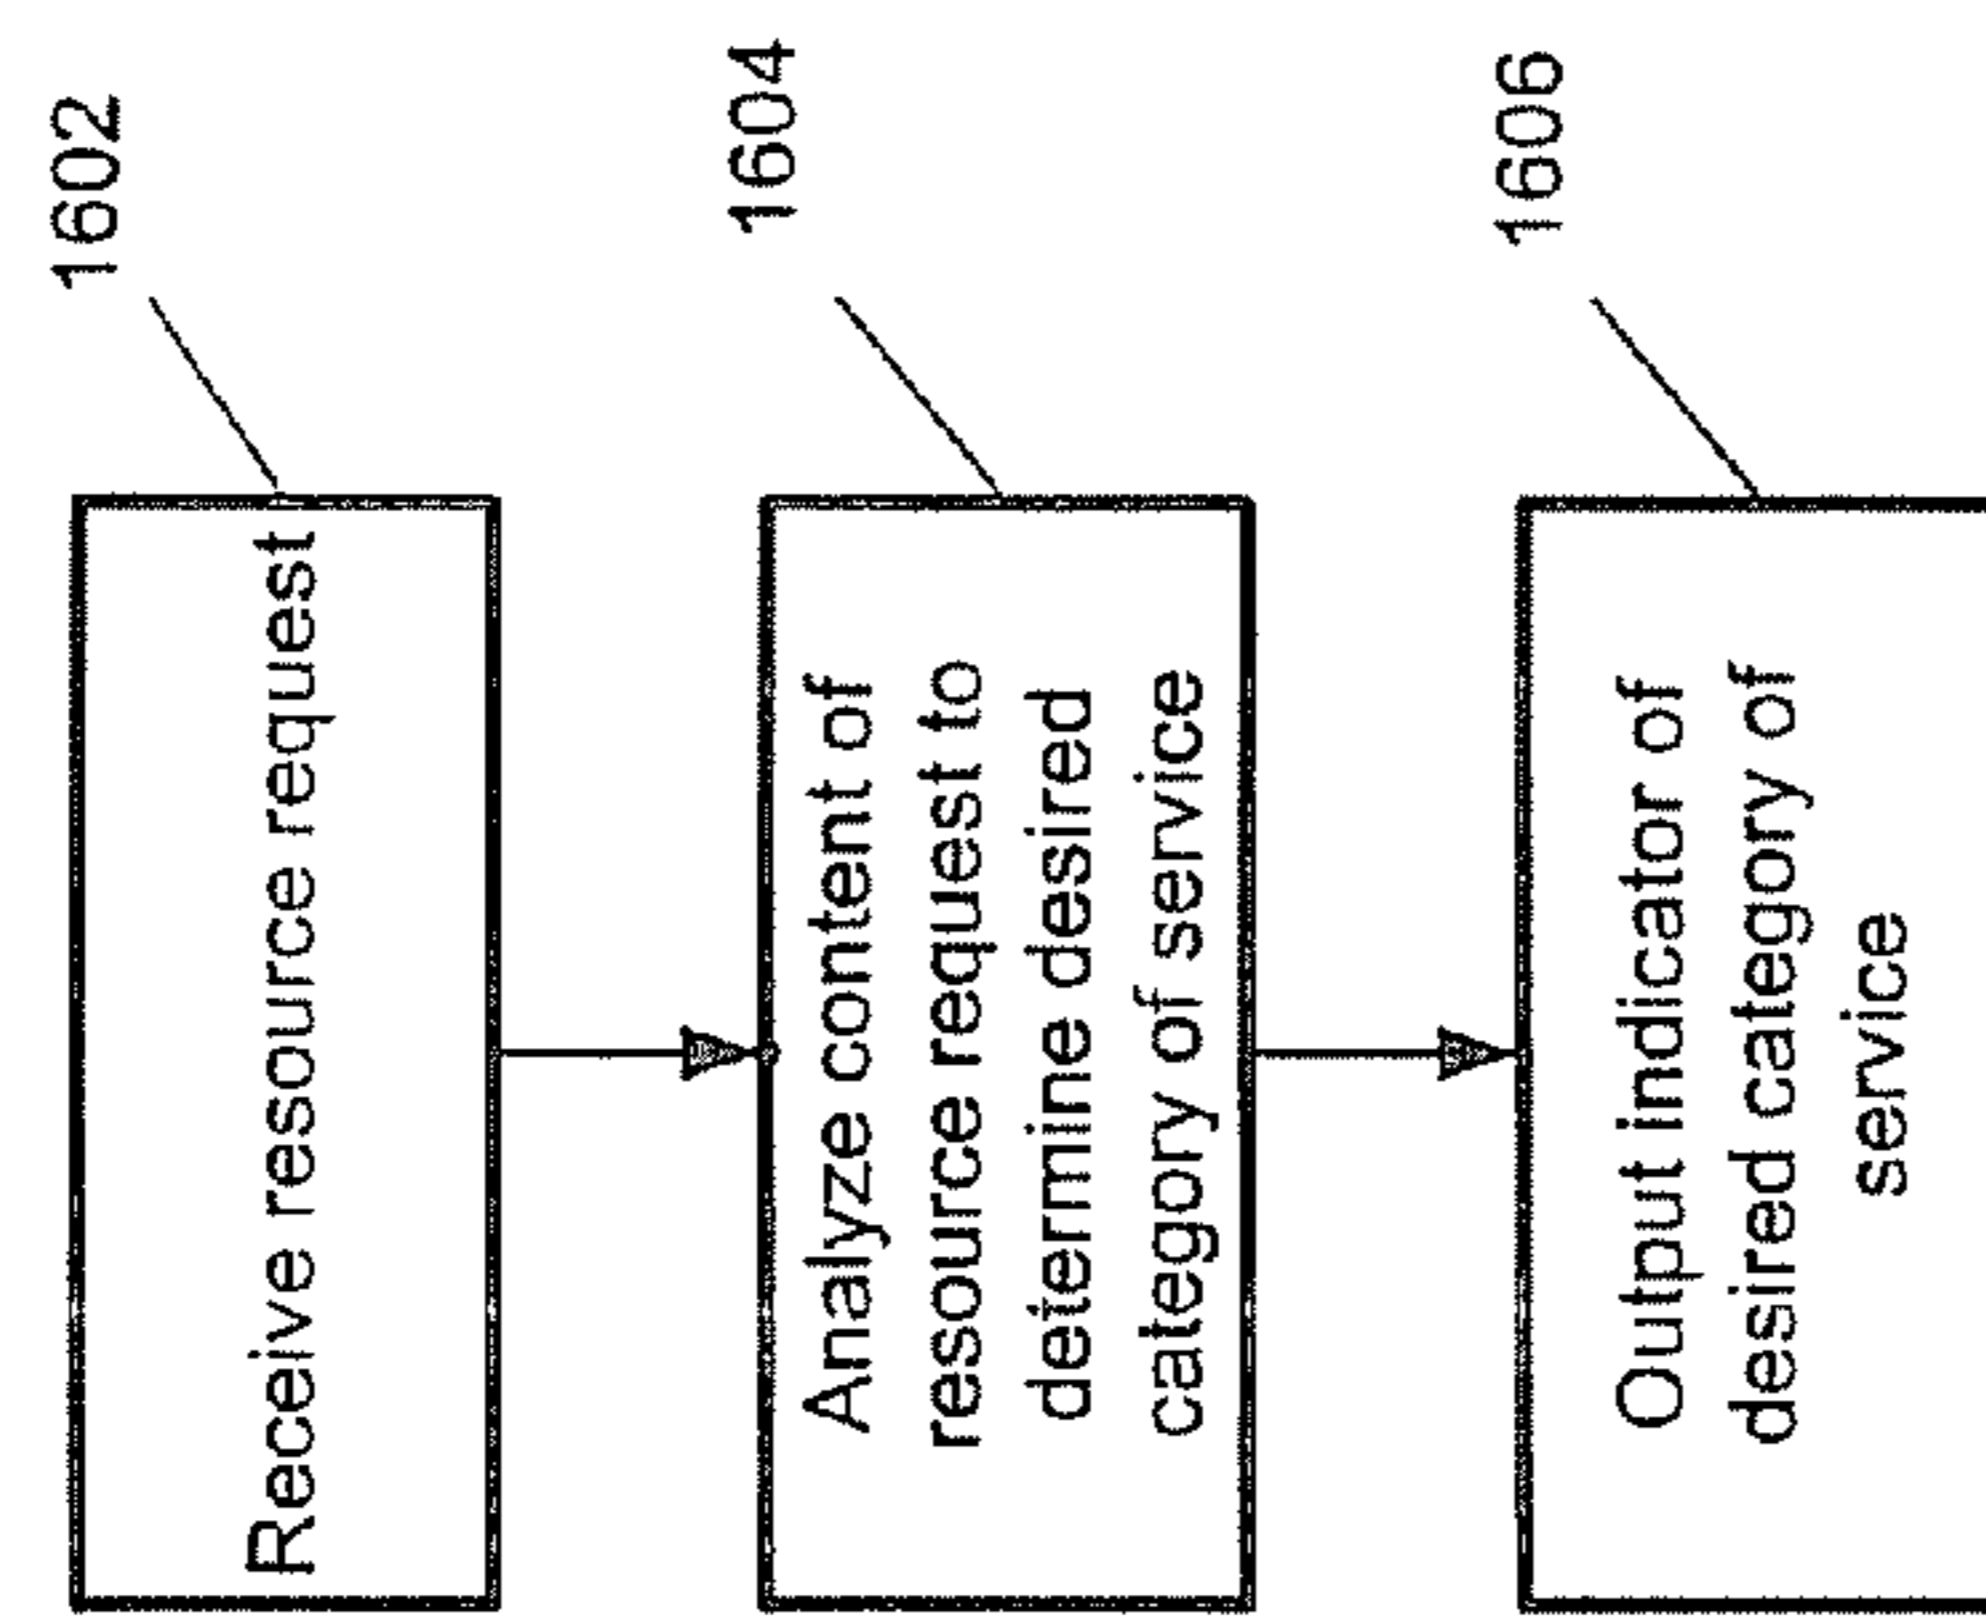 1602
Receive resource request
1604
Analyze content of
resource request to
determine desired
category of service
1606
Output indicator of
desired category of
service